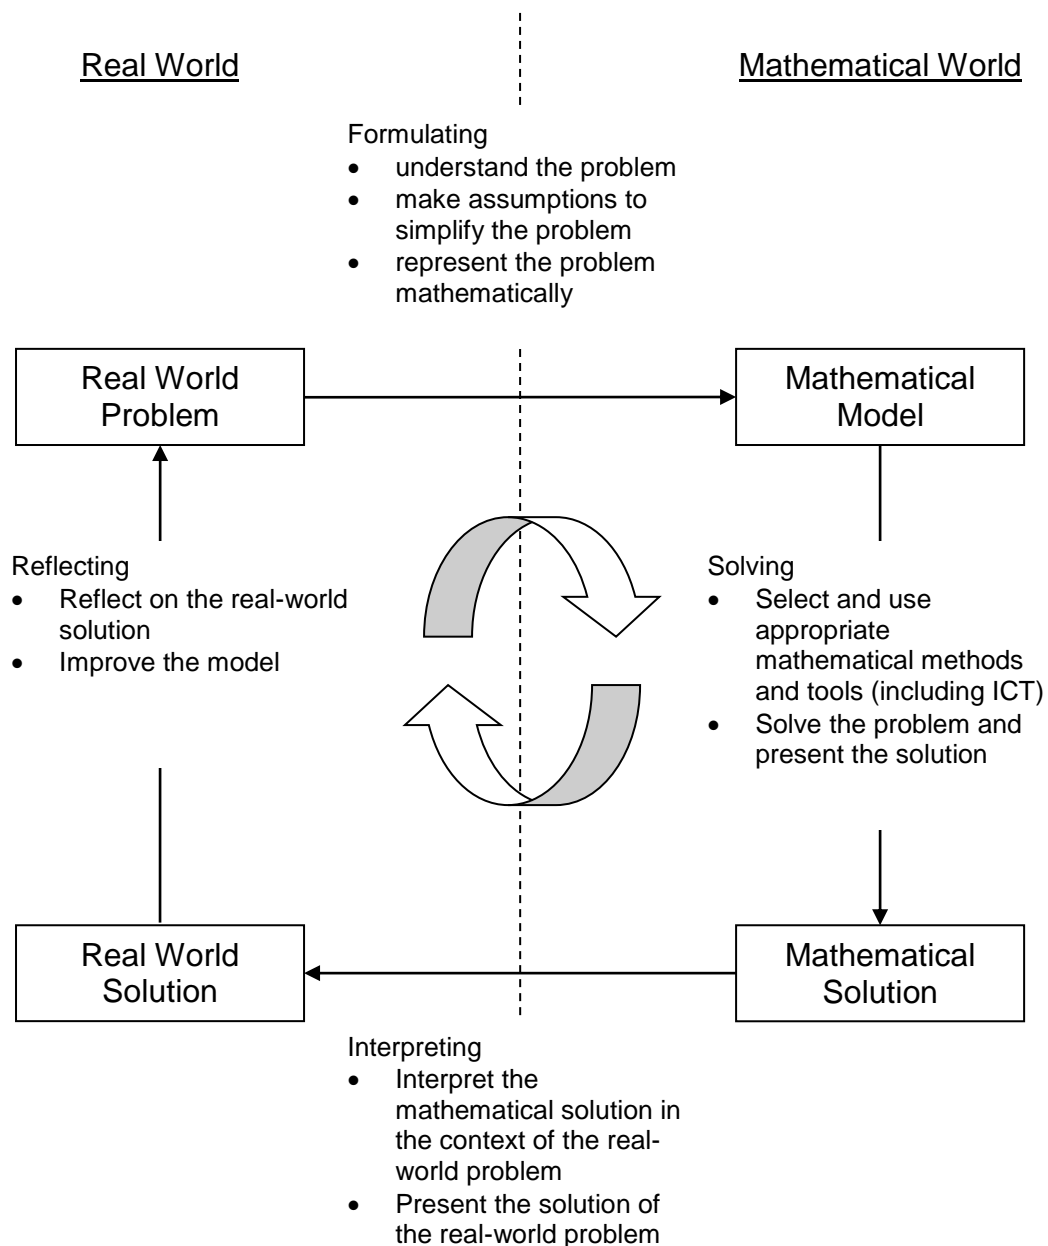 Real World
Mathematical World
Formulating
• understand the problem
• make assumptions to
simplify the problem
• represent the problem
mathematically
Real World
Problem
Mathematical
Model
Reflecting
• Reflect on the real-world
solution
• Improve the model
Solving
• Select and use
appropriate
mathematical methods
and tools (including ICT)
• Solve the problem and
present the solution
Real World
Solution
Mathematical
Solution
Interpreting
• Interpret the
mathematical solution in
the context of the real-
world problem
• Present the solution of
the real-world problem